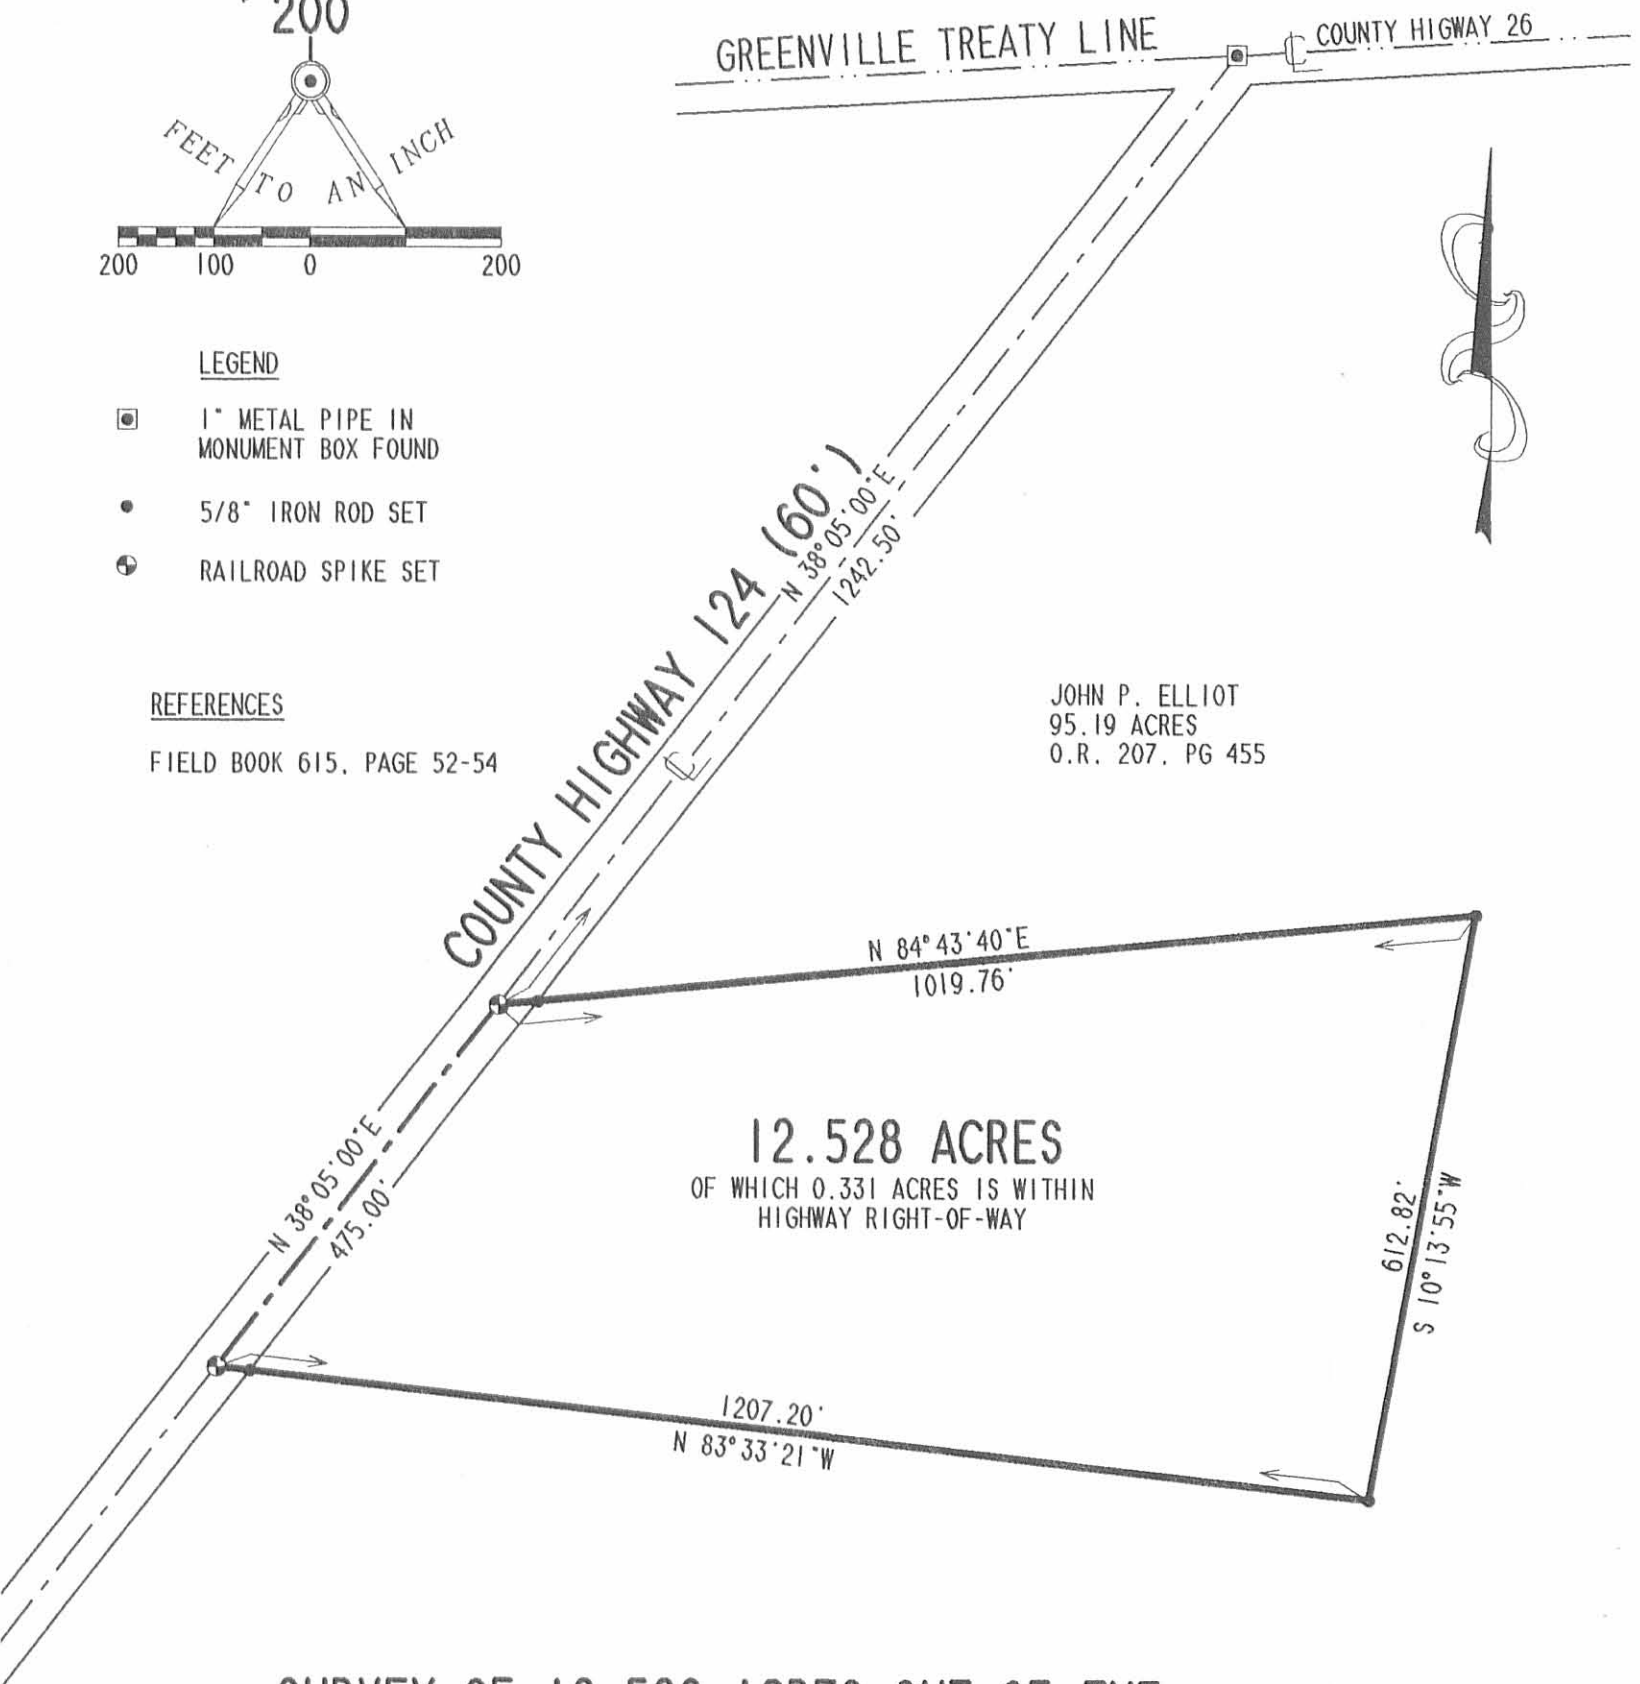 200
FEET TO AN INCH
200 100 0 200
GREENVILLE TREATY LINE
COUNTY HIGWAY 26
LEGEND
1" METAL PIPE IN
MONUMENT BOX FOUND
5/8" IRON ROD SET
RAILROAD SPIKE SET
COUNTY HIGHWAY 124 (60')
N 38°05'00"E
1242.50'
REFERENCES
FIELD BOOK 615, PAGE 52-54
JOHN P. ELLIOT
95.19 ACRES
O.R. 207, PG 455
N 84°43'40"E
1019.76'
12.528 ACRES
OF WHICH 0.331 ACRES IS WITHIN
HIGHWAY RIGHT-OF-WAY
N 38°05'00"E
475.00'
612.82'
S 10°13'55"W
1207.20'
N 83°33'21"W